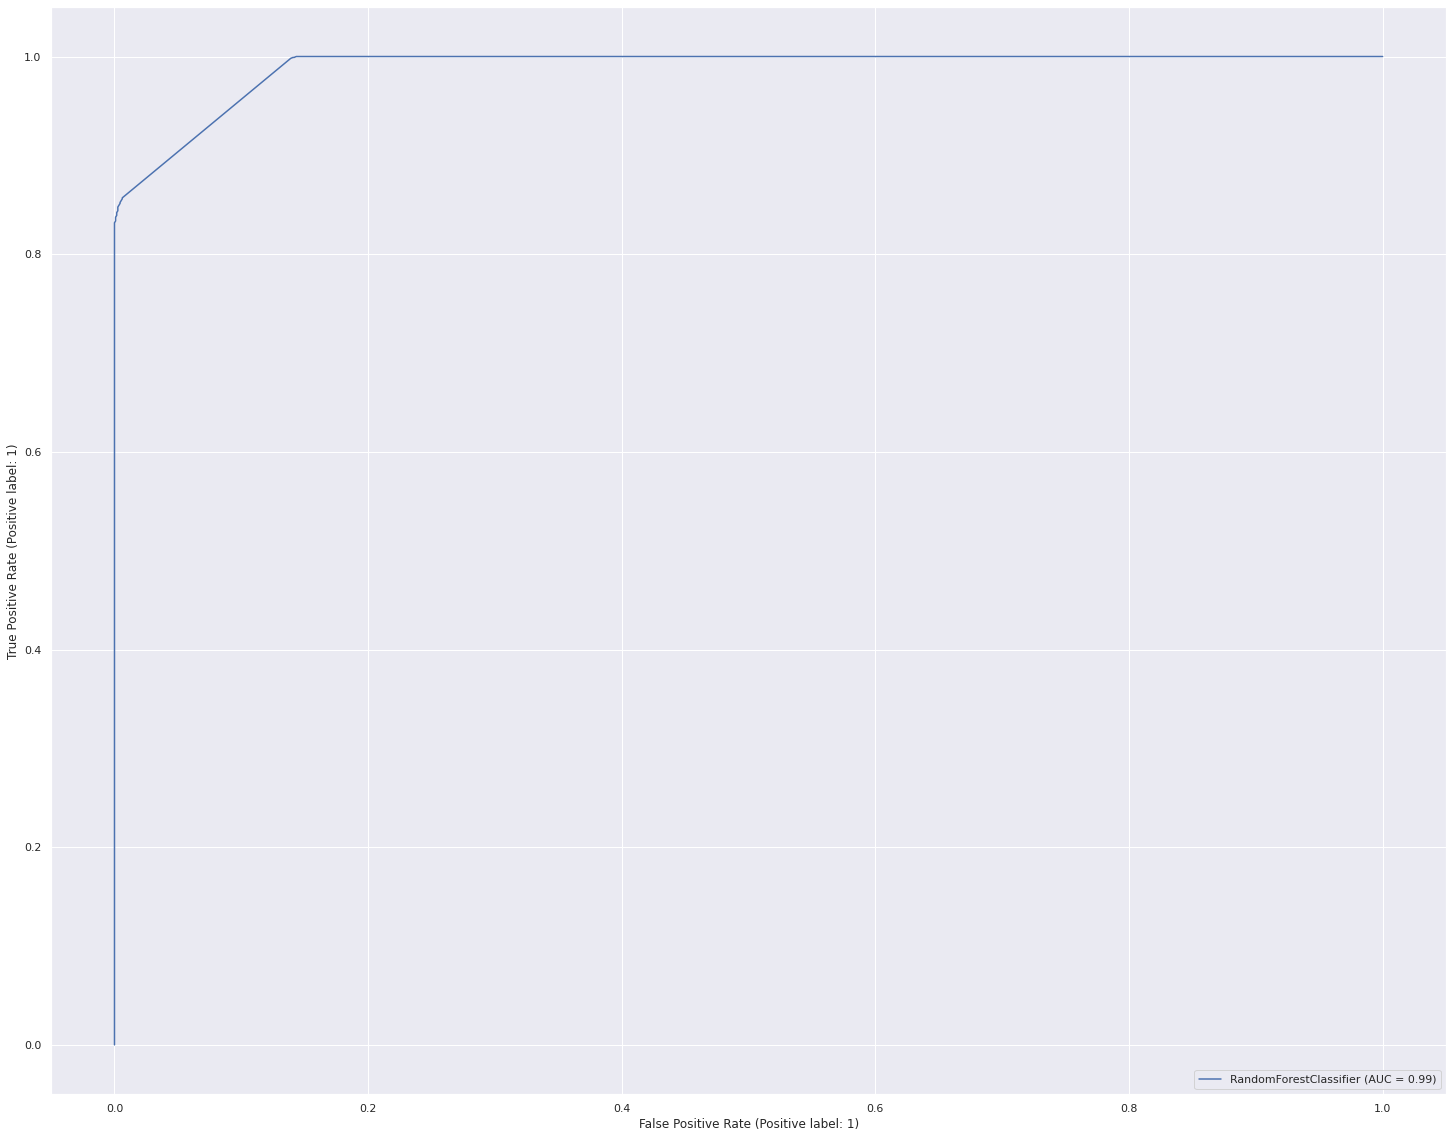 1.0
0.8
0.6
0.4
0.2
0.0
True Positive Rate (Positive label: 1)
RandomForestClassifier (AUC = 0.99)
0.0 0.2 0.4 0.6 0.8 1.0
False Positive Rate (Positive label: 1)